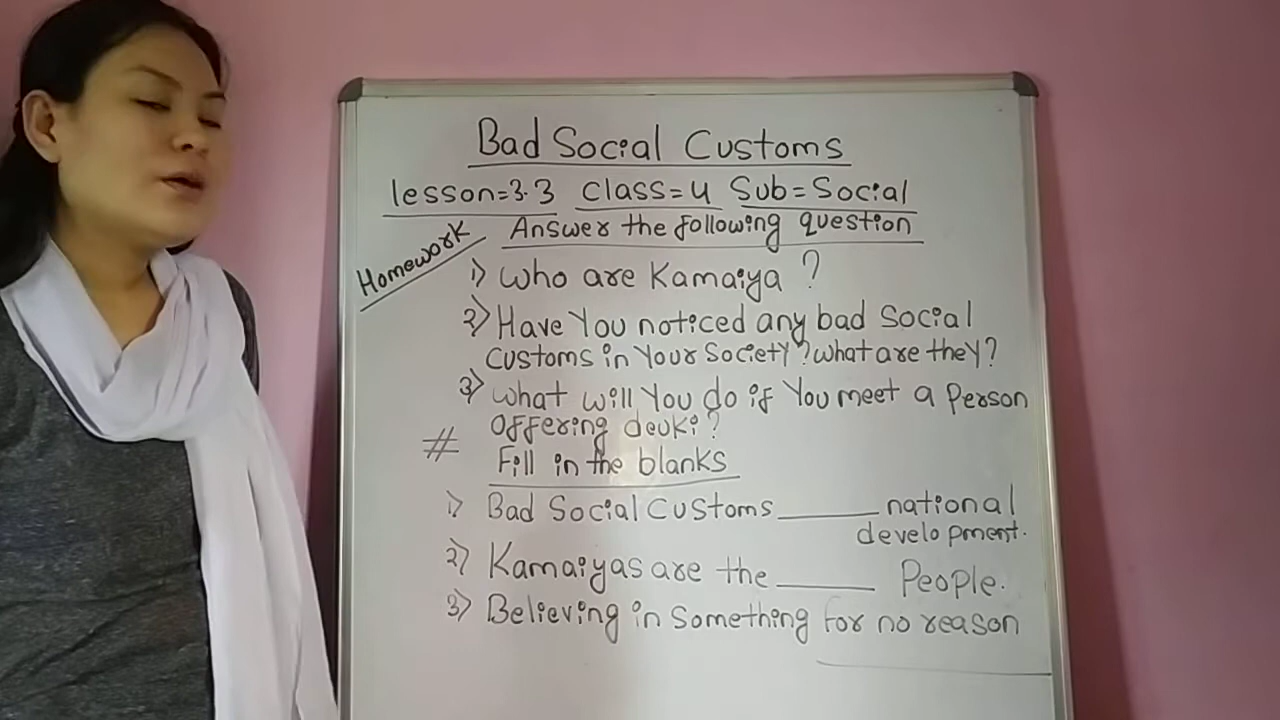 Bad Social Customs
lesson=3.3 Class=4 Sub=Social
Homework
Answer the following question
1) Who are Kamaiya ?
2) Have You noticed any bad Social
Customs in Your Society? What are they?
3) What will You do if You meet a Person
Offering deuki?
# Fill in the blanks
1) Bad Social Customs ______ national
development.
2) Kamaiyas are the ______ People.
3) Believing in Something For no reason